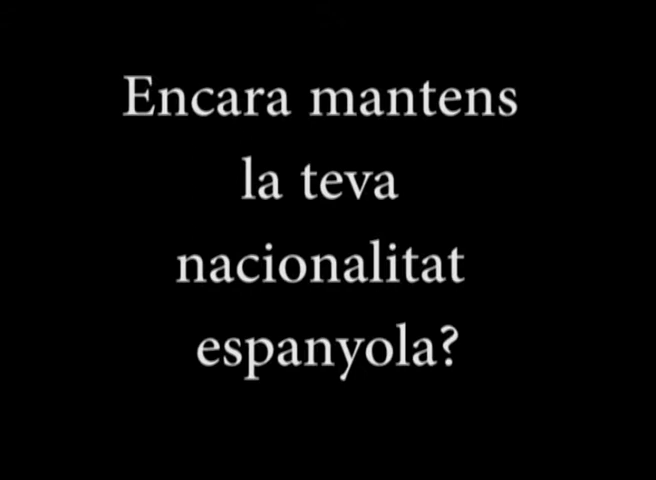 Encara mantens
la teva
nacionalitat
espanyola?